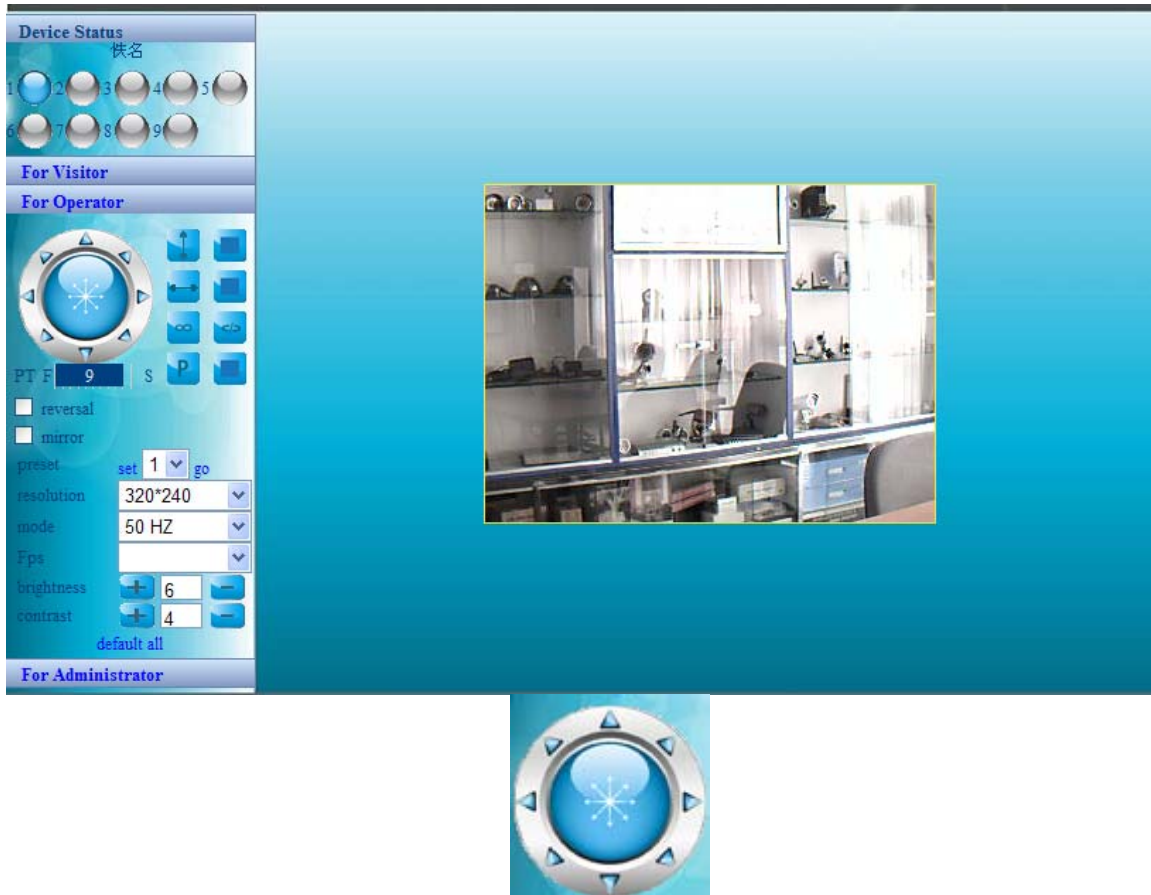 Device Status
佚名
1 2 3 4 5
6 7 8 9
For Visitor
For Operator
P
PT F 9 S
reversal
mirror
preset set 1 go
resolution 320*240
mode 50 HZ
Fps
brightness + 6 −
contrast + 4 −
default all
For Administrator